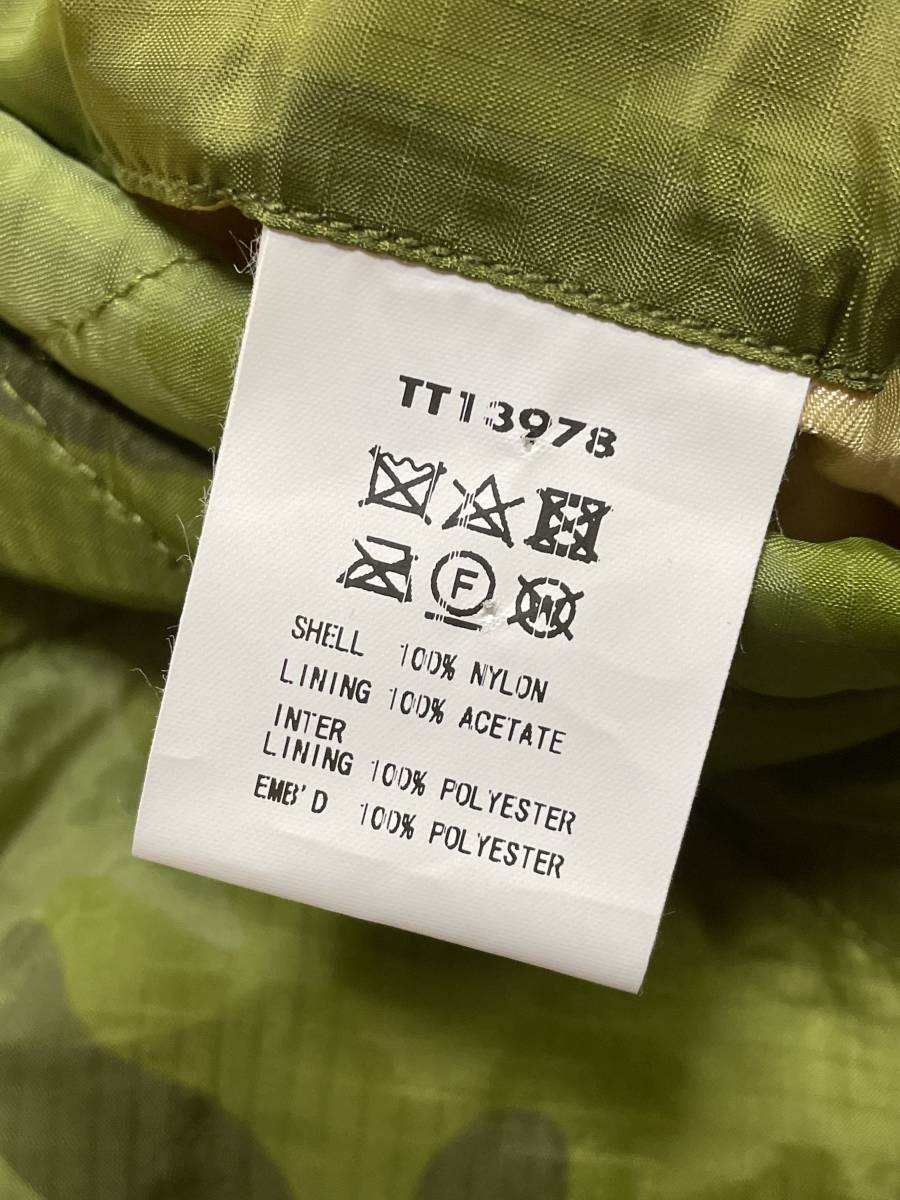 TT13978
F
W
SHELL 100% NYLON
LINING 100% ACETATE
INTER
LINING 100% POLYESTER
EMB'D 100% POLYESTER